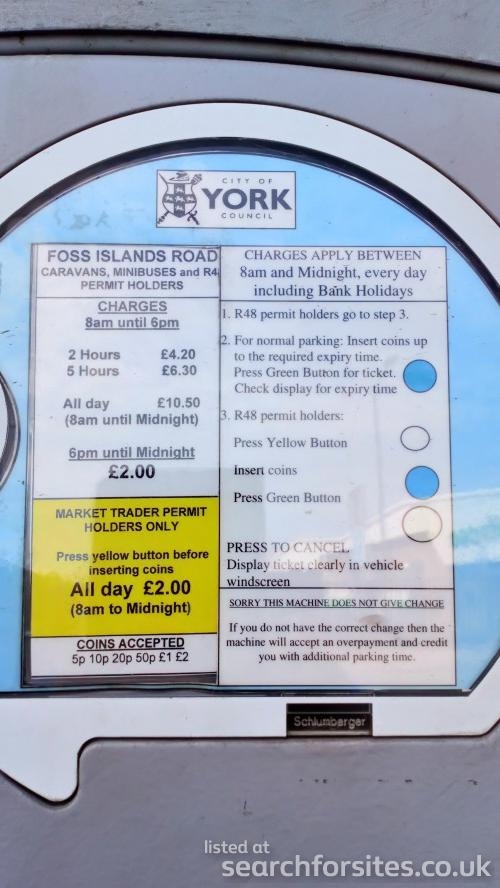 CITY OF
YORK
COUNCIL
FOSS ISLANDS ROAD
CARAVANS, MINIBUSES and R4
PERMIT HOLDERS
CHARGES
8am until 6pm
2 Hours £4.20
5 Hours £6.30
All day £10.50
(8am until Midnight)
6pm until Midnight
£2.00
MARKET TRADER PERMIT
HOLDERS ONLY
Press yellow button before
inserting coins
All day £2.00
(8am to Midnight)
COINS ACCEPTED
5p 10p 20p 50p £1 £2
CHARGES APPLY BETWEEN
8am and Midnight, every day
including Bank Holidays
1. R48 permit holders go to step 3.
2. For normal parking: Insert coins up
to the required expiry time.
Press Green Button for ticket.
Check display for expiry time
3. R48 permit holders:
Press Yellow Button
Insert coins
Press Green Button
PRESS TO CANCEL
Display ticket clearly in vehicle
windscreen
SORRY THIS MACHINE DOES NOT GIVE CHANGE
If you do not have the correct change then the
machine will accept an overpayment and credit
you with additional parking time.
Schlumberger
listed at
searchforsites.co.uk